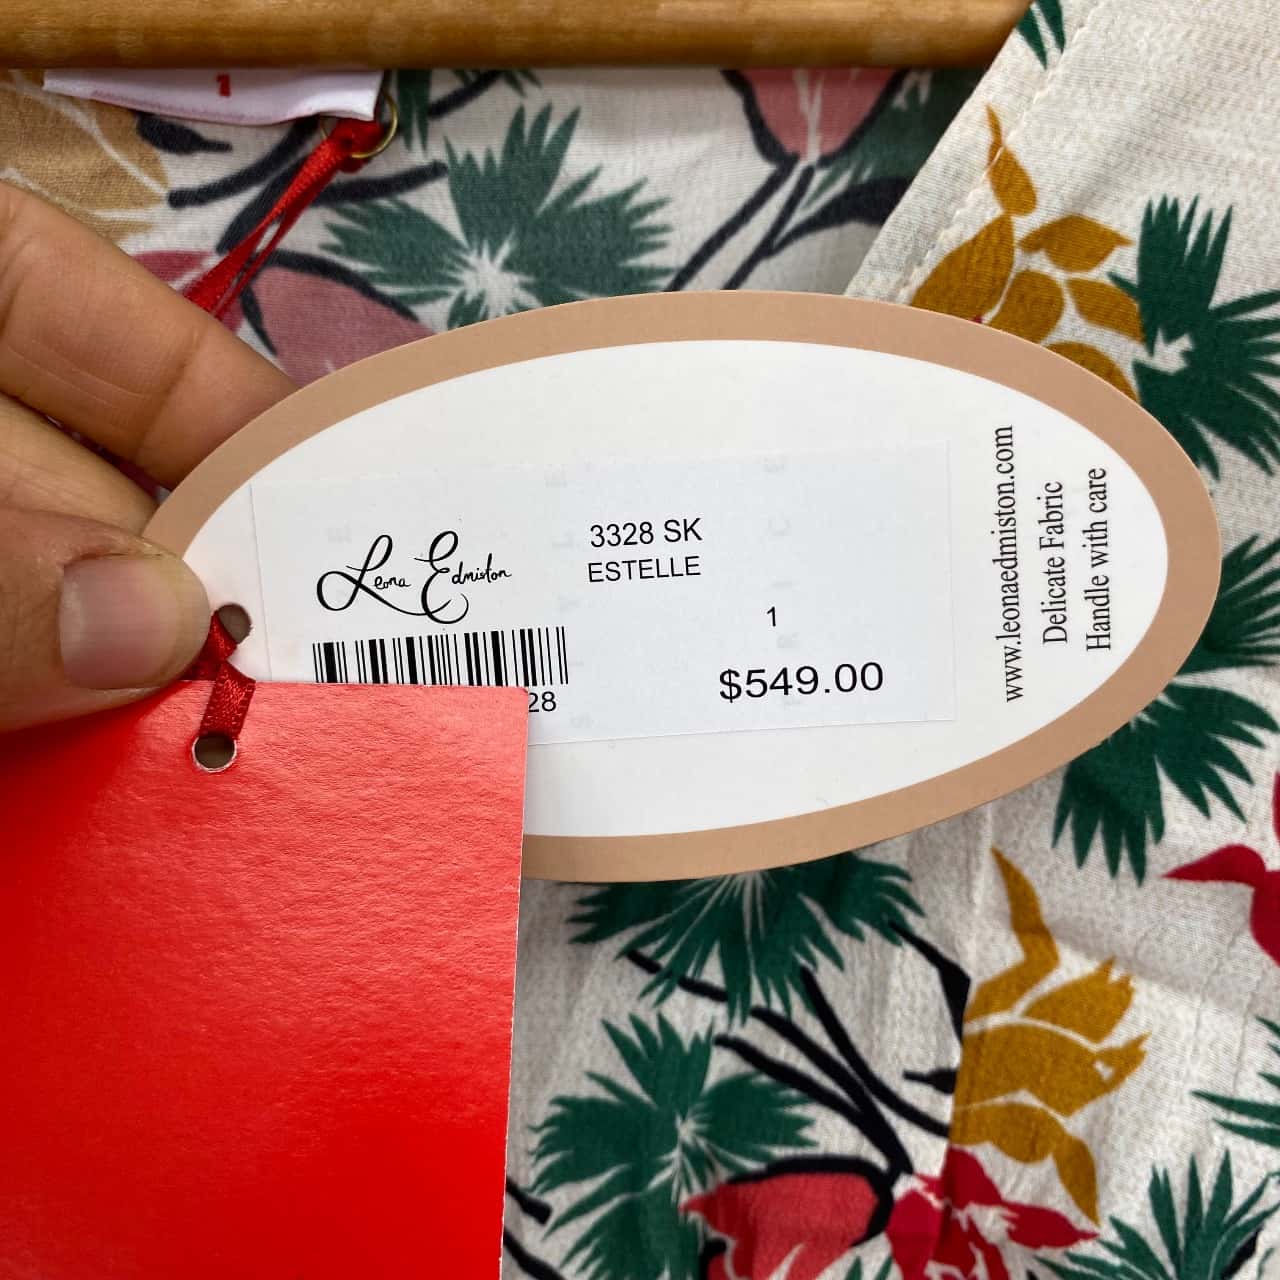 1
Leona Edmiston
3328 SK
ESTELLE
1
$549.00
28
www.leonaedmiston.com
Delicate Fabric
Handle with care